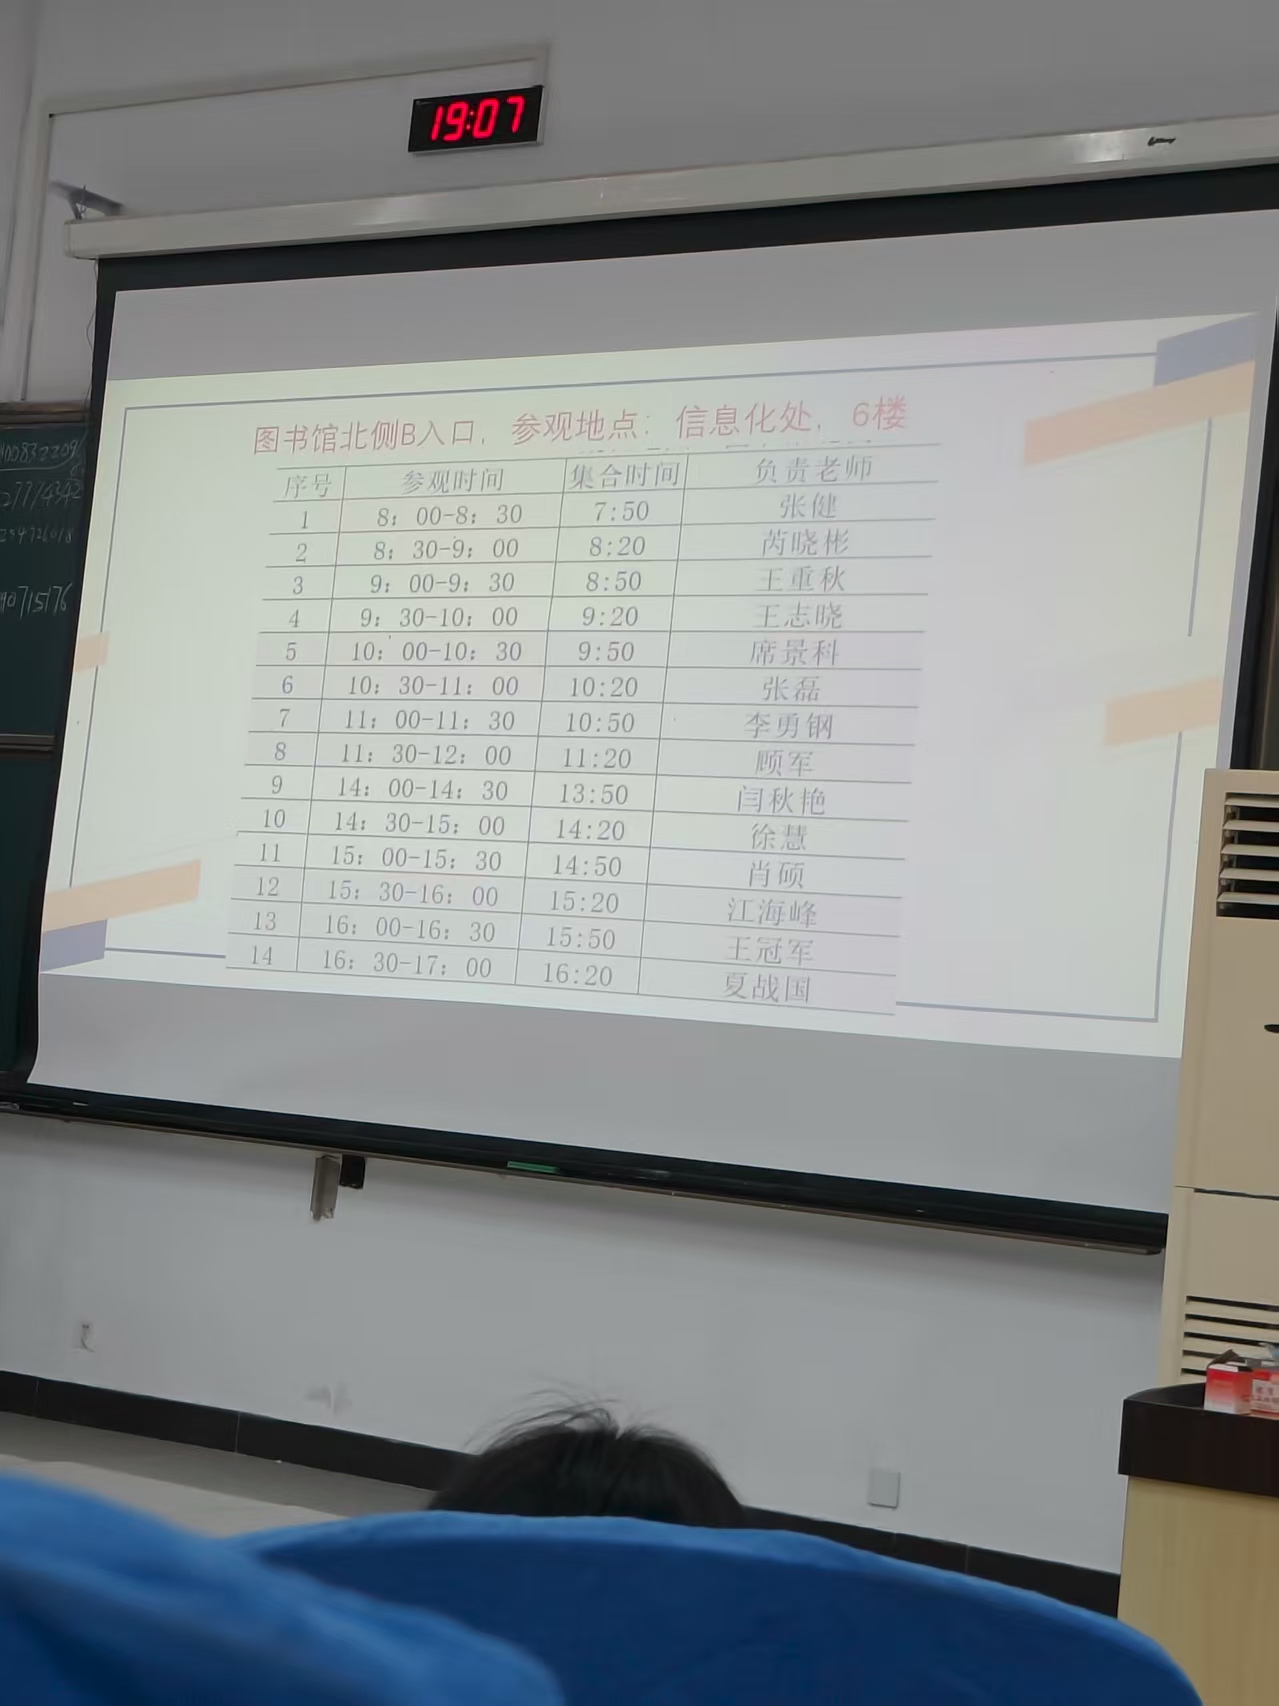 19:07
图书馆北侧B入口，参观地点：信息化处，6楼
序号 参观时间 集合时间 负责老师
1 8：00-8：30 7:50 张健
2 8：30-9：00 8:20 芮晓彬
3 9：00-9：30 8:50 王重秋
4 9：30-10：00 9:20 王志晓
5 10：00-10：30 9:50 席景科
6 10：30-11：00 10:20 张磊
7 11：00-11：30 10:50 李勇钢
8 11：30-12：00 11:20 顾军
9 14：00-14：30 13:50 闫秋艳
10 14：30-15：00 14:20 徐慧
11 15：00-15：30 14:50 肖硕
12 15：30-16：00 15:20 江海峰
13 16：00-16：30 15:50 王冠军
14 16：30-17：00 16:20 夏战国